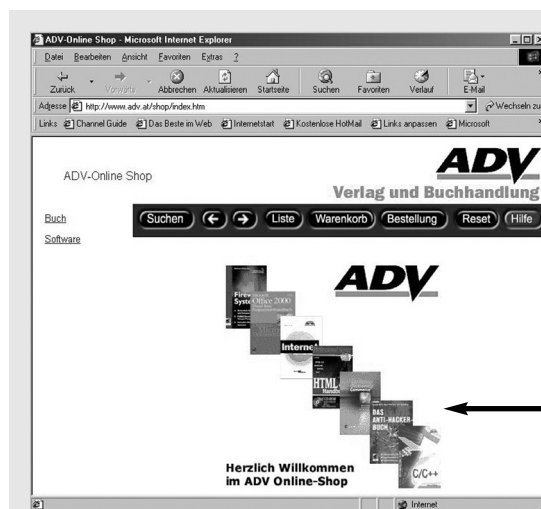 ADV-Online Shop - Microsoft Internet Explorer
Datei Bearbeiten Ansicht Favoriten Extras ?
Zurück Vorwärts Abbrechen Aktualisieren Startseite Suchen Favoriten Verlauf E-Mail
Adresse http://www.adv.at/shop/index.htm Wechseln zu
Links Channel Guide Das Beste im Web Internetstart Kostenlose HotMail Links anpassen Microsoft
ADV
ADV-Online Shop
Verlag und Buchhandlung
Buch
Suchen Liste Warenkorb Bestellung Reset Hilfe
Software
ADV
Office 2000
Internet
HTML
DAS
ANTI-HACKER-
BUCH
C/C++
Herzlich Willkommen
im ADV Online-Shop
Internet